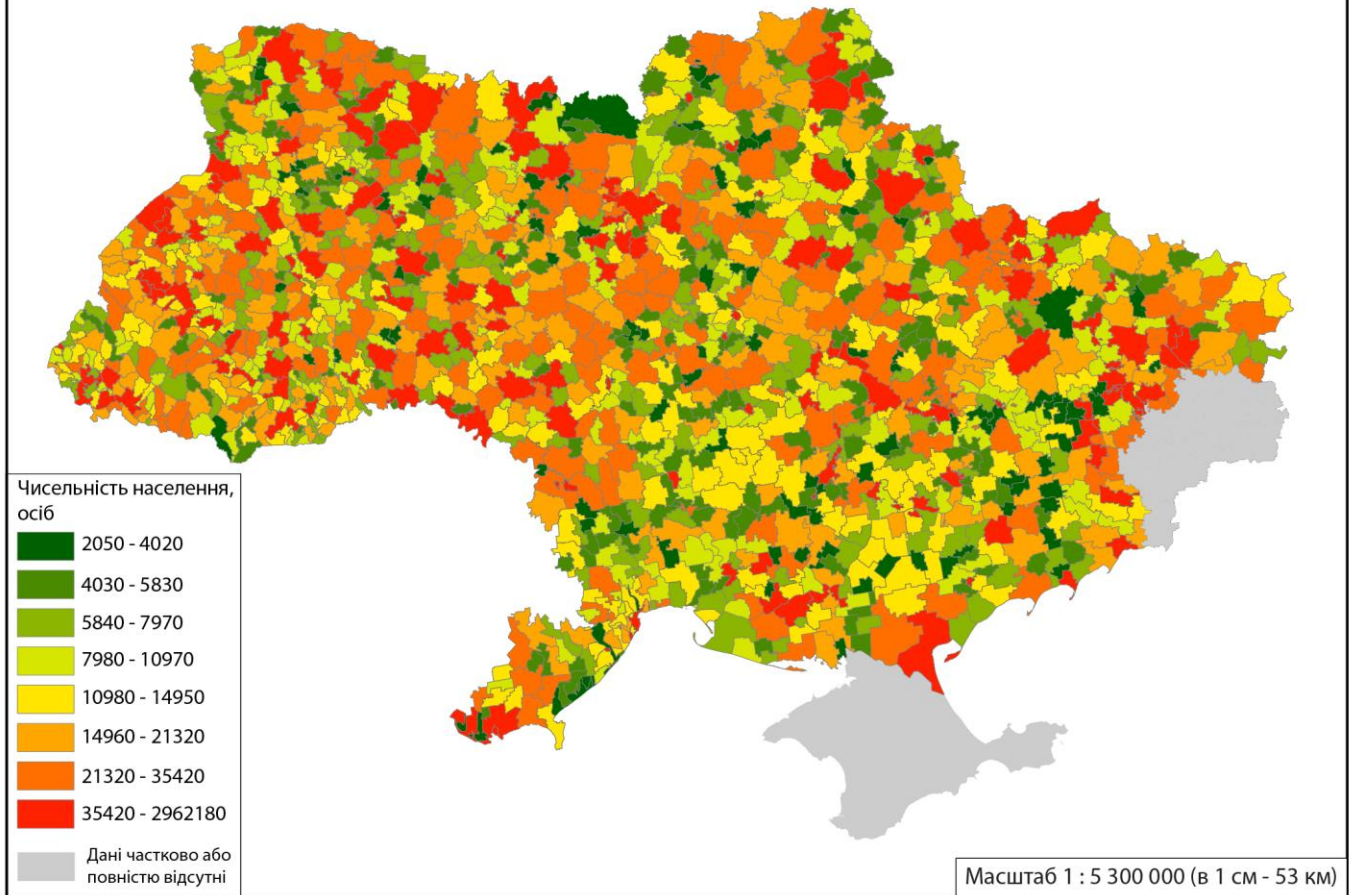 Чисельність населення,
осіб
2050 - 4020
4030 - 5830
5840 - 7970
7980 - 10970
10980 - 14950
14960 - 21320
21320 - 35420
35420 - 2962180
Дані частково або
повністю відсутні
Масштаб 1 : 5 300 000 (в 1 см - 53 км)